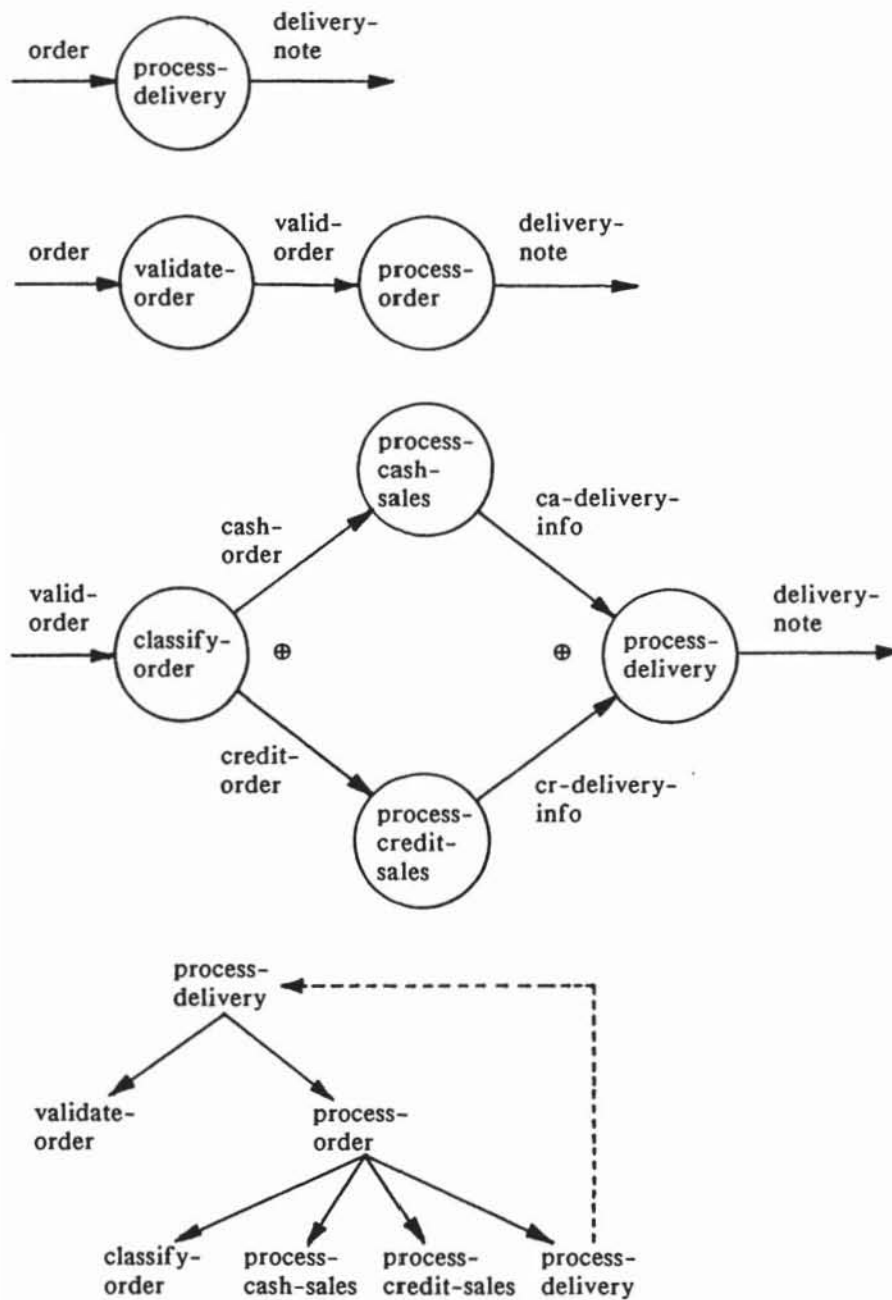 order
delivery-
note
process-
delivery
order
validate-
order
valid-
order
process-
order
delivery-
note
process-
cash-
sales
cash-
order
ca-delivery-
info
valid-
order
classify-
order
⊕
⊕
process-
delivery
delivery-
note
credit-
order
cr-delivery-
info
process-
credit-
sales
process-
delivery
validate-
order
process-
order
classify-
order
process-
cash-sales
process-
credit-sales
process-
delivery